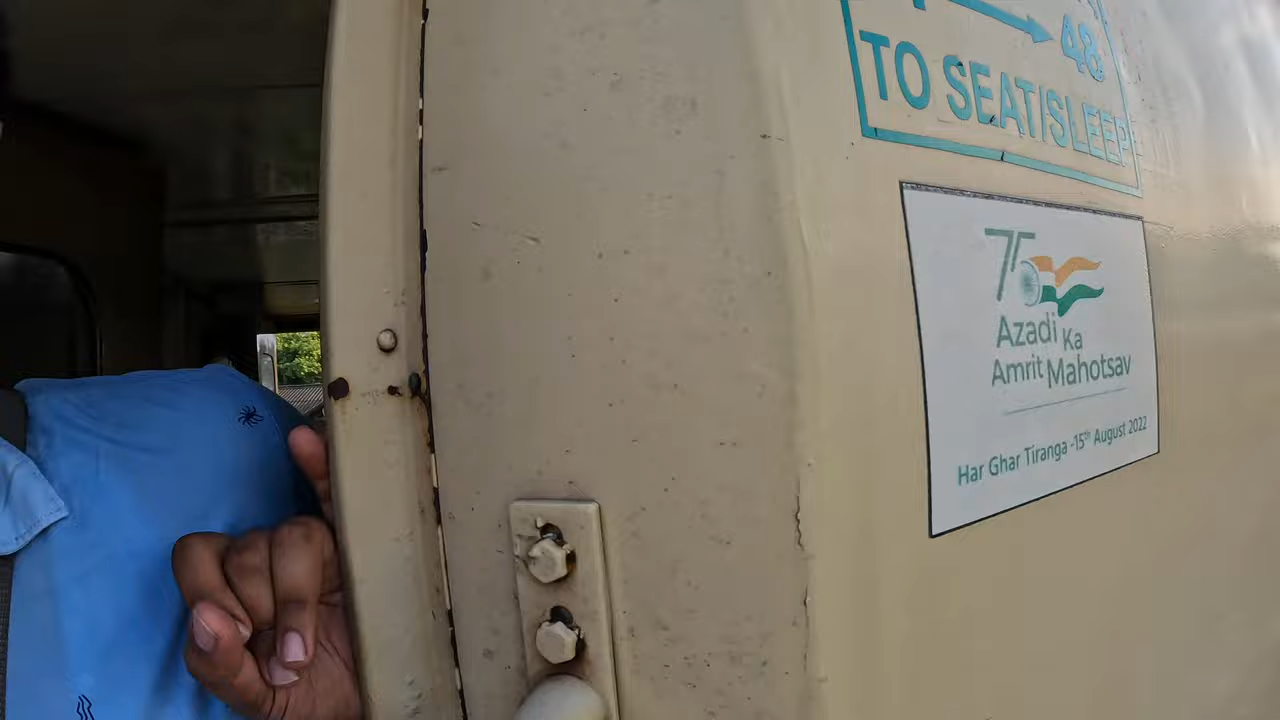 48
TO SEAT|SLEEP
75
Azadi Ka
Amrit Mahotsav
Har Ghar Tiranga -15th August 2022